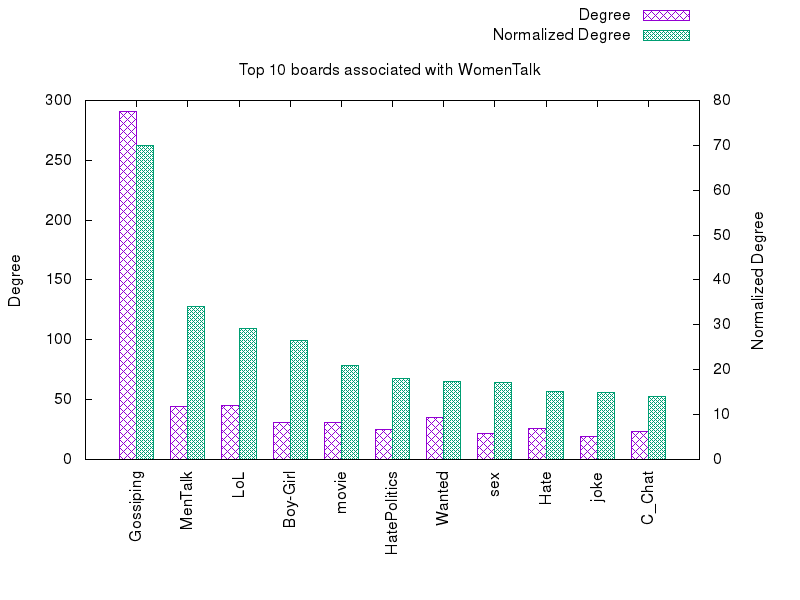 Degree
Normalized Degree
Top 10 boards associated with WomenTalk
300
250
200
150
100
50
0
Degree
80
70
60
50
40
30
20
10
0
Normalized Degree
Gossiping
MenTalk
LoL
Boy-Girl
movie
HatePolitics
Wanted
sex
Hate
joke
C_Chat